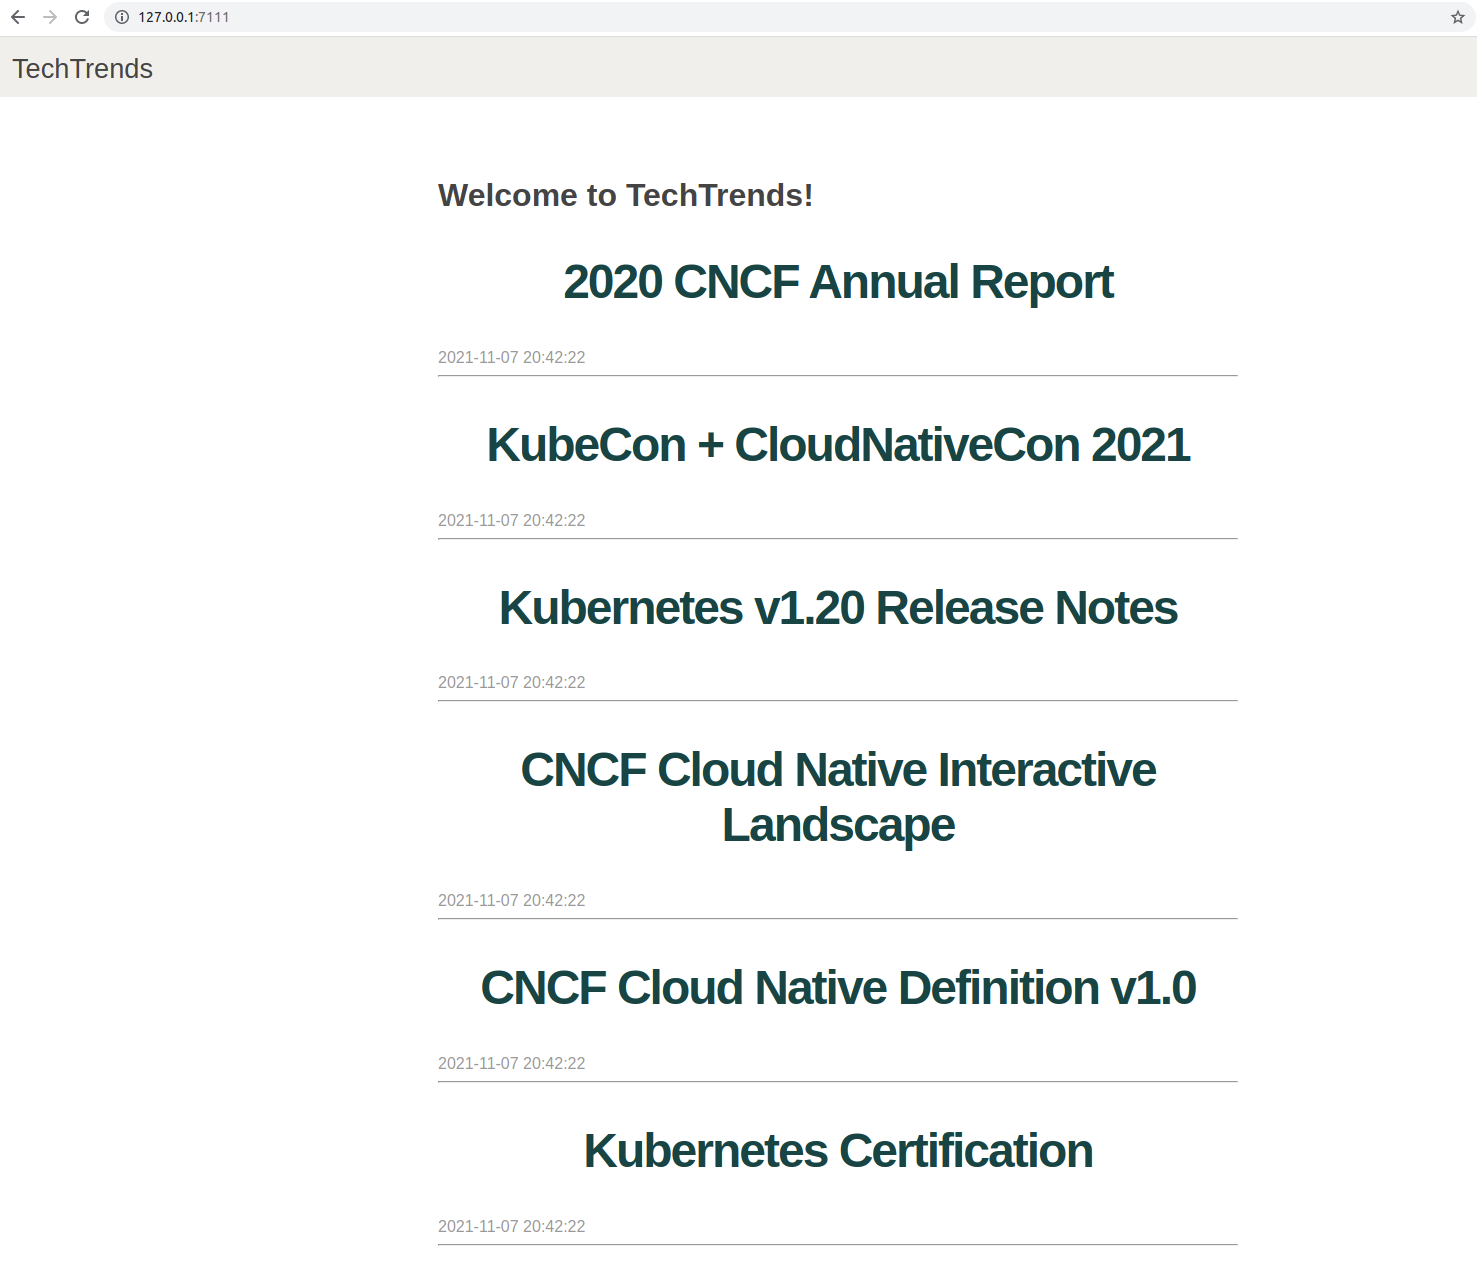 127.0.0.1:7111
TechTrends
Welcome to TechTrends!
2020 CNCF Annual Report
2021-11-07 20:42:22
KubeCon + CloudNativeCon 2021
2021-11-07 20:42:22
Kubernetes v1.20 Release Notes
2021-11-07 20:42:22
CNCF Cloud Native Interactive
Landscape
2021-11-07 20:42:22
CNCF Cloud Native Definition v1.0
2021-11-07 20:42:22
Kubernetes Certification
2021-11-07 20:42:22